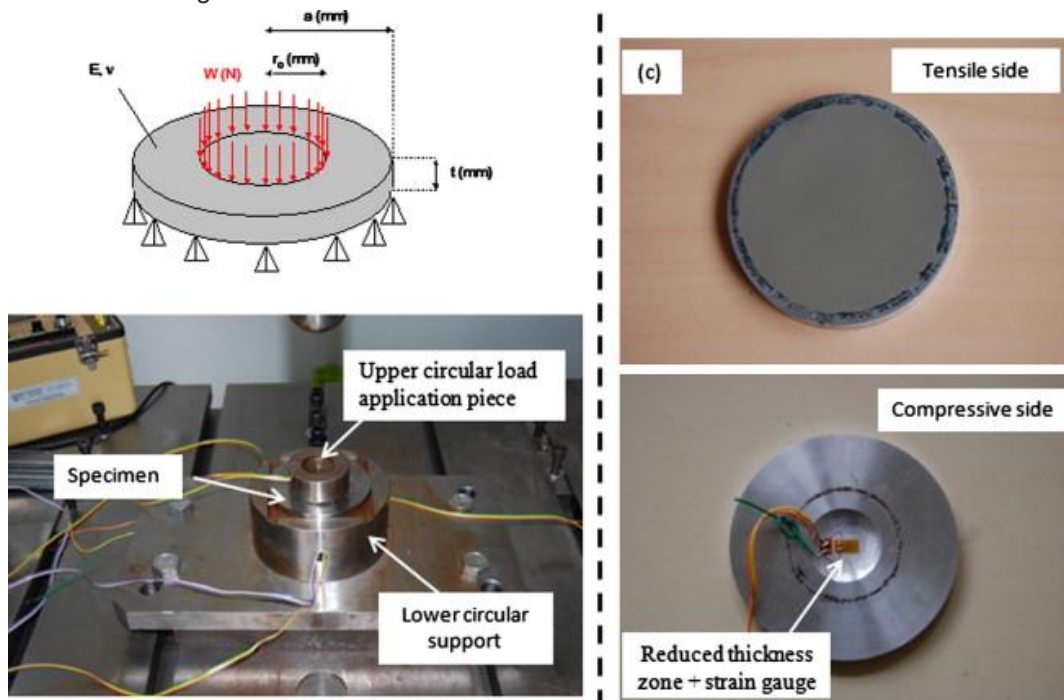 a (mm)
r₀ (mm)
E, ν
W (N)
t (mm)
Upper circular load
application piece
Specimen
Lower circular
support
(c)
Tensile side
Compressive side
Reduced thickness
zone + strain gauge